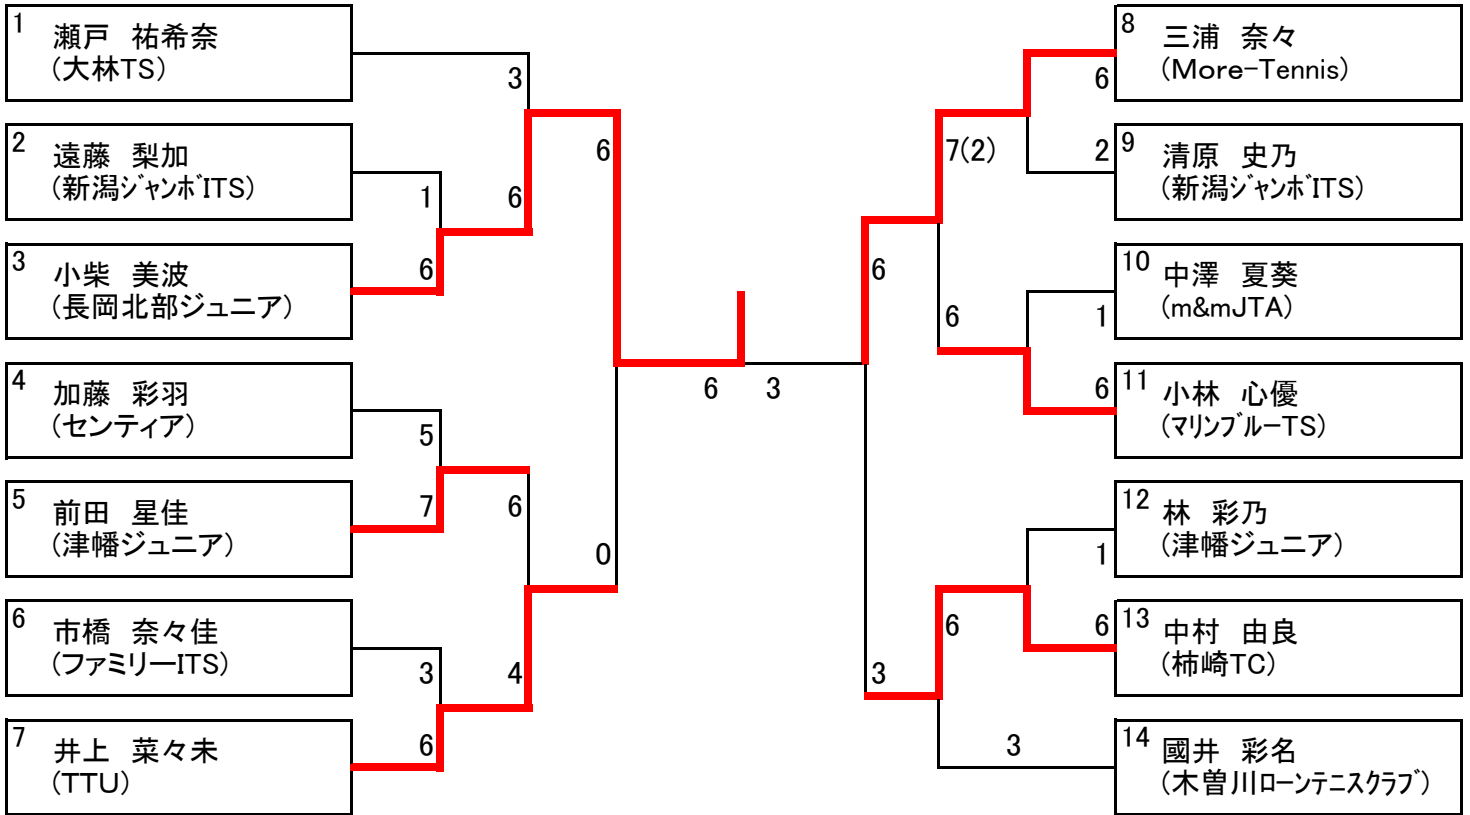 1
瀬戸　祐希奈
(大林TS)
3
2
遠藤　梨加
(新潟ｼﾞｬﾝﾎﾞITS)
1
6
3
小柴　美波
(長岡北部ジュニア)
6
6
4
加藤　彩羽
(センティア)
5
5
前田　星佳
(津幡ジュニア)
7
6
0
6
市橋　奈々佳
(ファミリーITS)
3
4
7
井上　菜々未
(TTU)
6
6 3
8
三浦　奈々
(More-Tennis)
6
7(2)
9
清原　史乃
(新潟ｼﾞｬﾝﾎﾞITS)
2
6
10
中澤　夏葵
(m&mJTA)
1
6
11
小林　心優
(ﾏﾘﾝﾌﾞﾙｰTS)
6
12
林　彩乃
(津幡ジュニア)
1
13
中村　由良
(柿崎TC)
6
6
3
14
國井　彩名
(木曽川ﾛｰﾝﾃﾆｽｸﾗﾌﾞ)
3